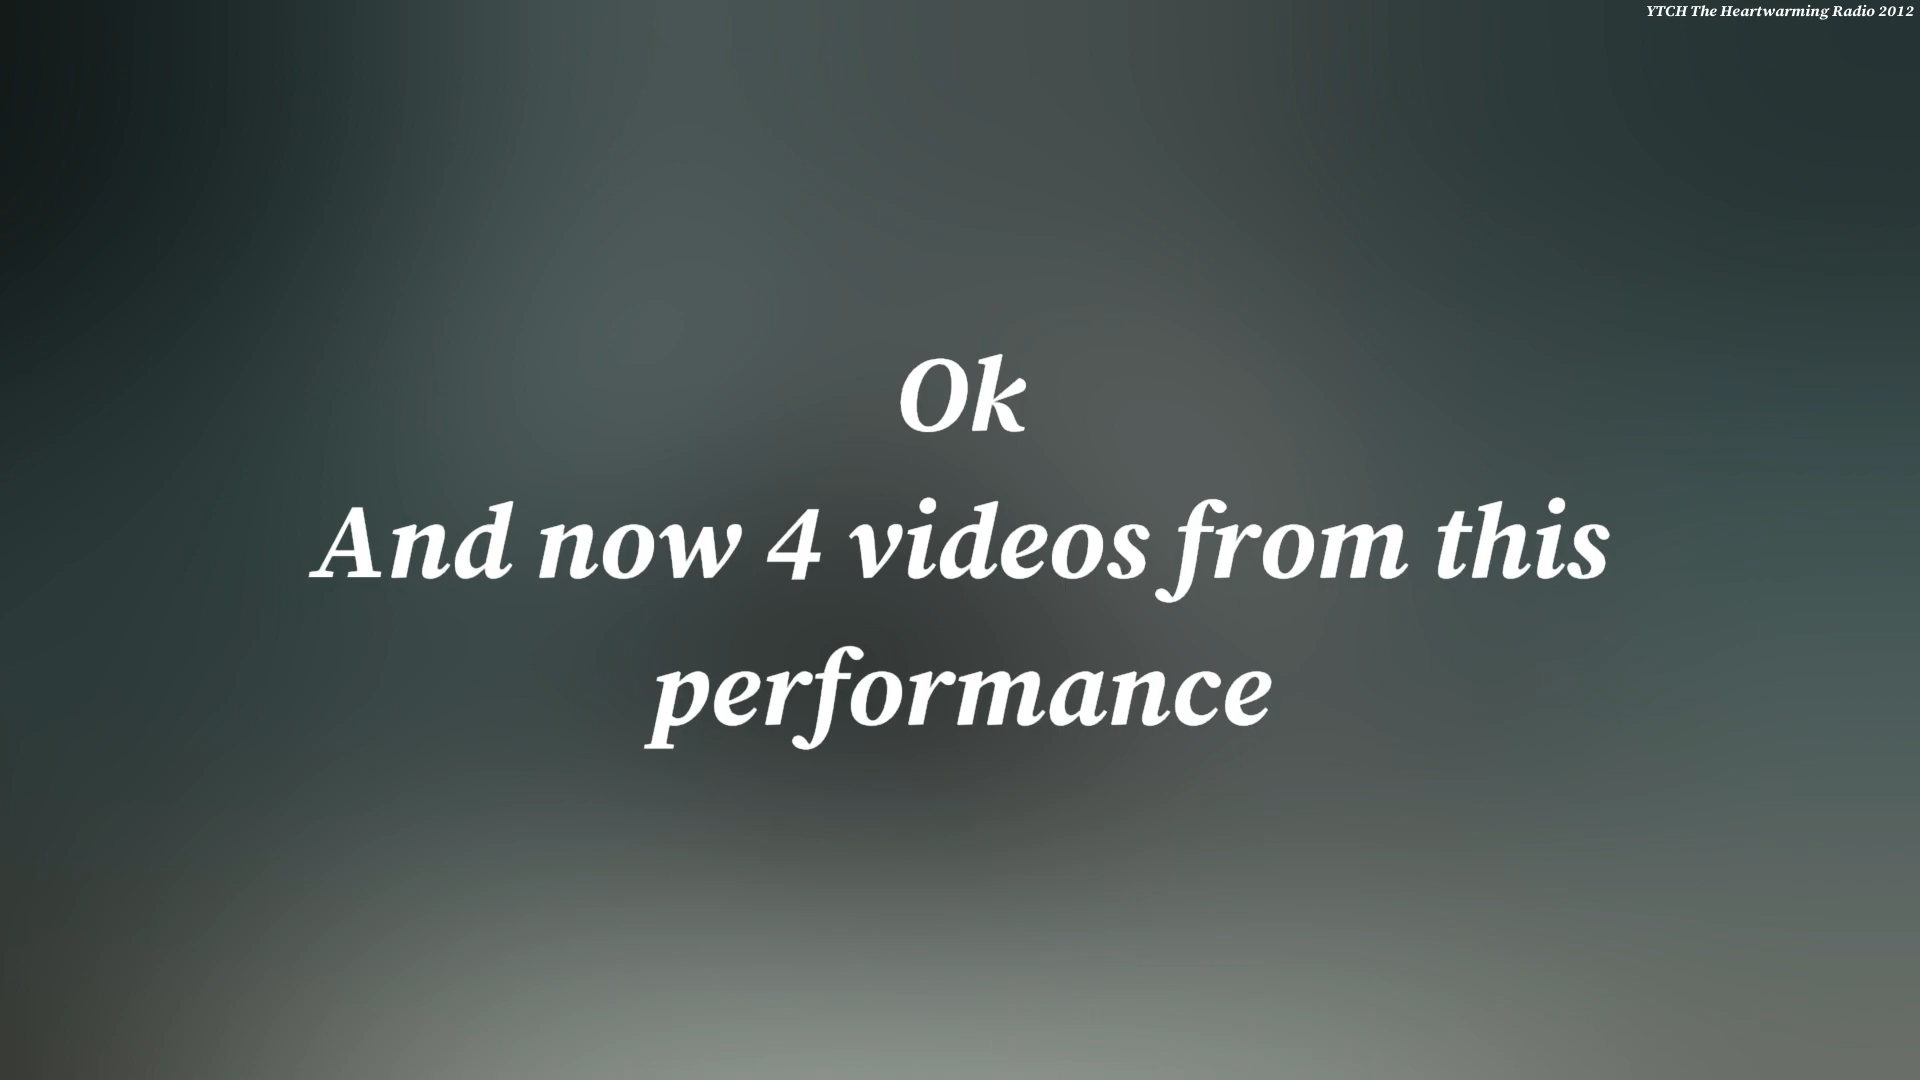 YTCH The Heartwarming Radio 2012
Ok
And now 4 videos from this
performance